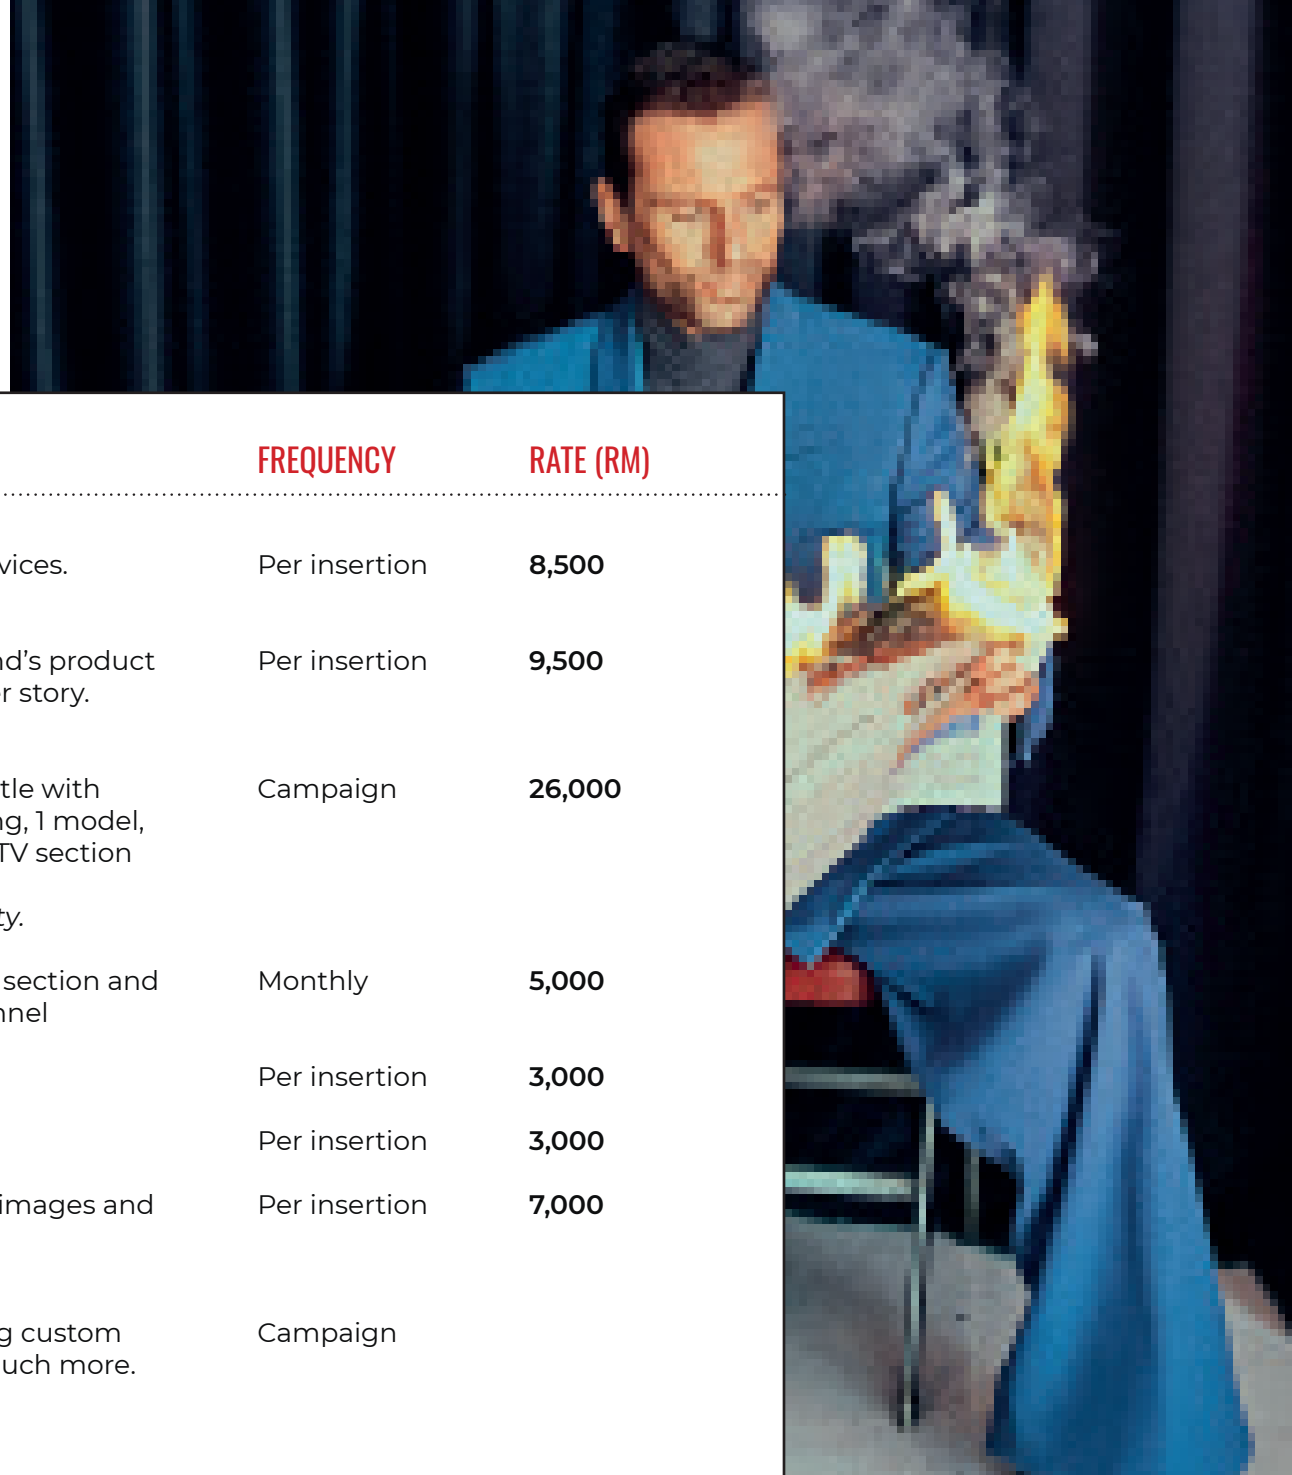 FREQUENCY RATE (RM)
vices. Per insertion 8,500
nd’s product Per insertion 9,500
er story.
tle with Campaign 26,000
ng, 1 model,
TV section
ty.
section and Monthly 5,000
nnel
Per insertion 3,000
Per insertion 3,000
images and Per insertion 7,000
g custom Campaign
uch more.